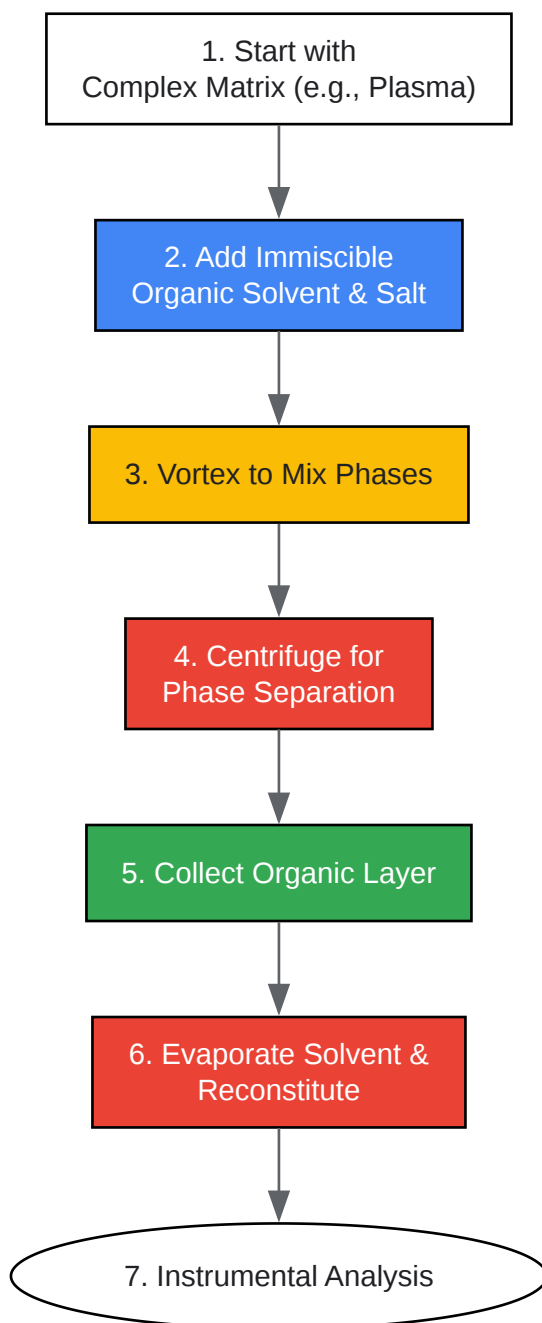 1. Start with
Complex Matrix (e.g., Plasma)
2. Add Immiscible
Organic Solvent & Salt
3. Vortex to Mix Phases
4. Centrifuge for
Phase Separation
5. Collect Organic Layer
6. Evaporate Solvent &
Reconstitute
7. Instrumental Analysis